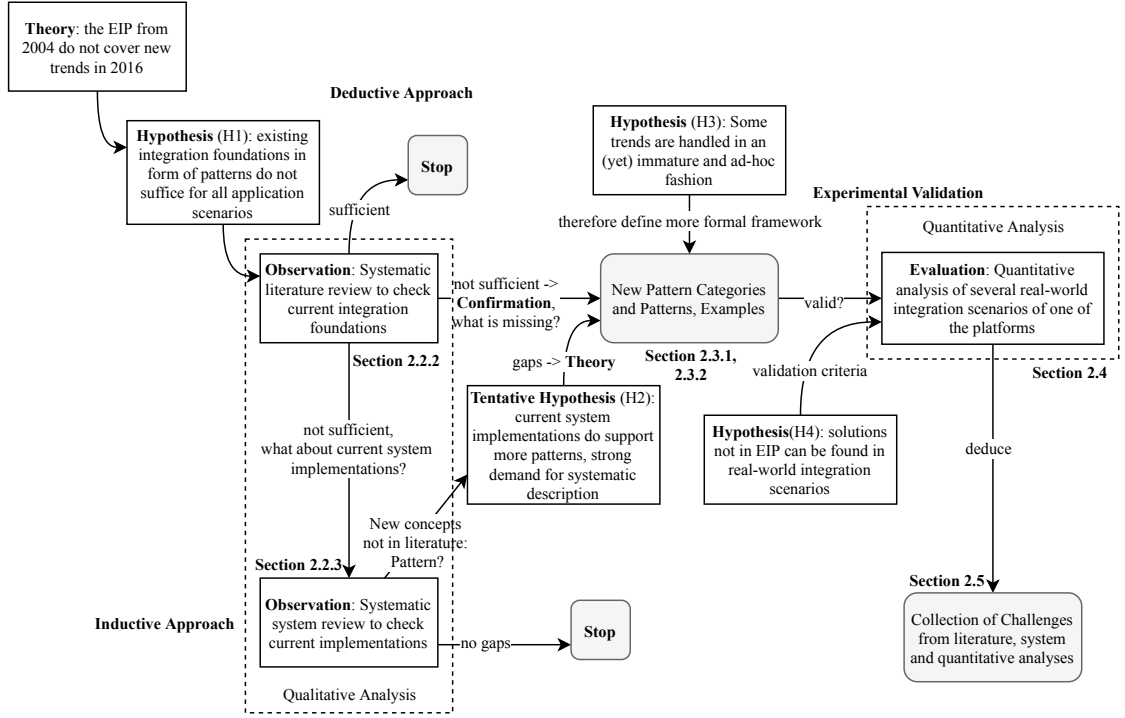 Theory: the EIP from
2004 do not cover new
trends in 2016
Deductive Approach
Hypothesis (H1): existing
integration foundations in
form of patterns do not
suffice for all application
scenarios
Stop
sufficient
Hypothesis (H3): Some
trends are handled in an
(yet) immature and ad-hoc
fashion
therefore define more formal framework
Experimental Validation
Quantitative Analysis
Observation: Systematic
literature review to check
current integration
foundations
Section 2.2.2
not sufficient ->
Confirmation,
what is missing?
New Pattern Categories
and Patterns, Examples
Section 2.3.1,
2.3.2
valid?
Evaluation: Quantitative
analysis of several real-world
integration scenarios of one of
the platforms
Section 2.4
gaps -> Theory
validation criteria
Tentative Hypothesis (H2):
current system
implementations do support
more patterns, strong
demand for systematic
description
Hypothesis(H4): solutions
not in EIP can be found in
real-world integration
scenarios
deduce
not sufficient,
what about current system
implementations?
New concepts
not in literature:
Pattern?
Section 2.2.3
Inductive Approach
Observation: Systematic
system review to check
current implementations
no gaps
Stop
Qualitative Analysis
Section 2.5
Collection of Challenges
from literature, system
and quantitative analyses